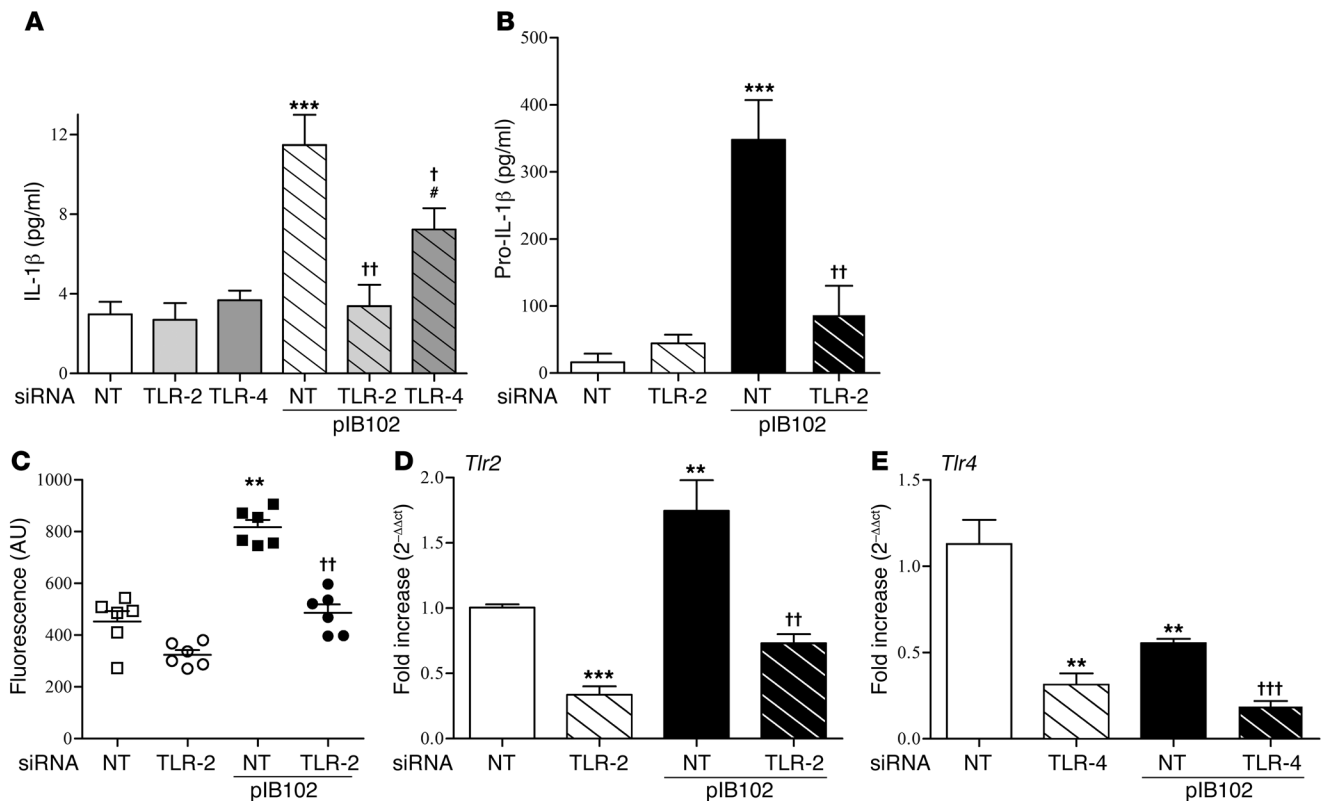 A
IL-1β (pg/ml)
12
8
4
0
***
††
†
#
siRNA NT TLR-2 TLR-4 NT TLR-2 TLR-4
pIB102
B
Pro-IL-1β (pg/ml)
500
400
300
200
100
0
***
††
siRNA NT TLR-2 NT TLR-2
pIB102
C
Fluorescence (AU)
1000
800
600
400
200
0
**
††
siRNA NT TLR-2 NT TLR-2
pIB102
D Tlr2
Fold increase (2–ΔΔct)
2.0
1.5
1.0
0.5
0.0
***
**
††
siRNA NT TLR-2 NT TLR-2
pIB102
E Tlr4
Fold increase (2–ΔΔct)
1.5
1.0
0.5
0.0
**
**
†††
siRNA NT TLR-4 NT TLR-4
pIB102